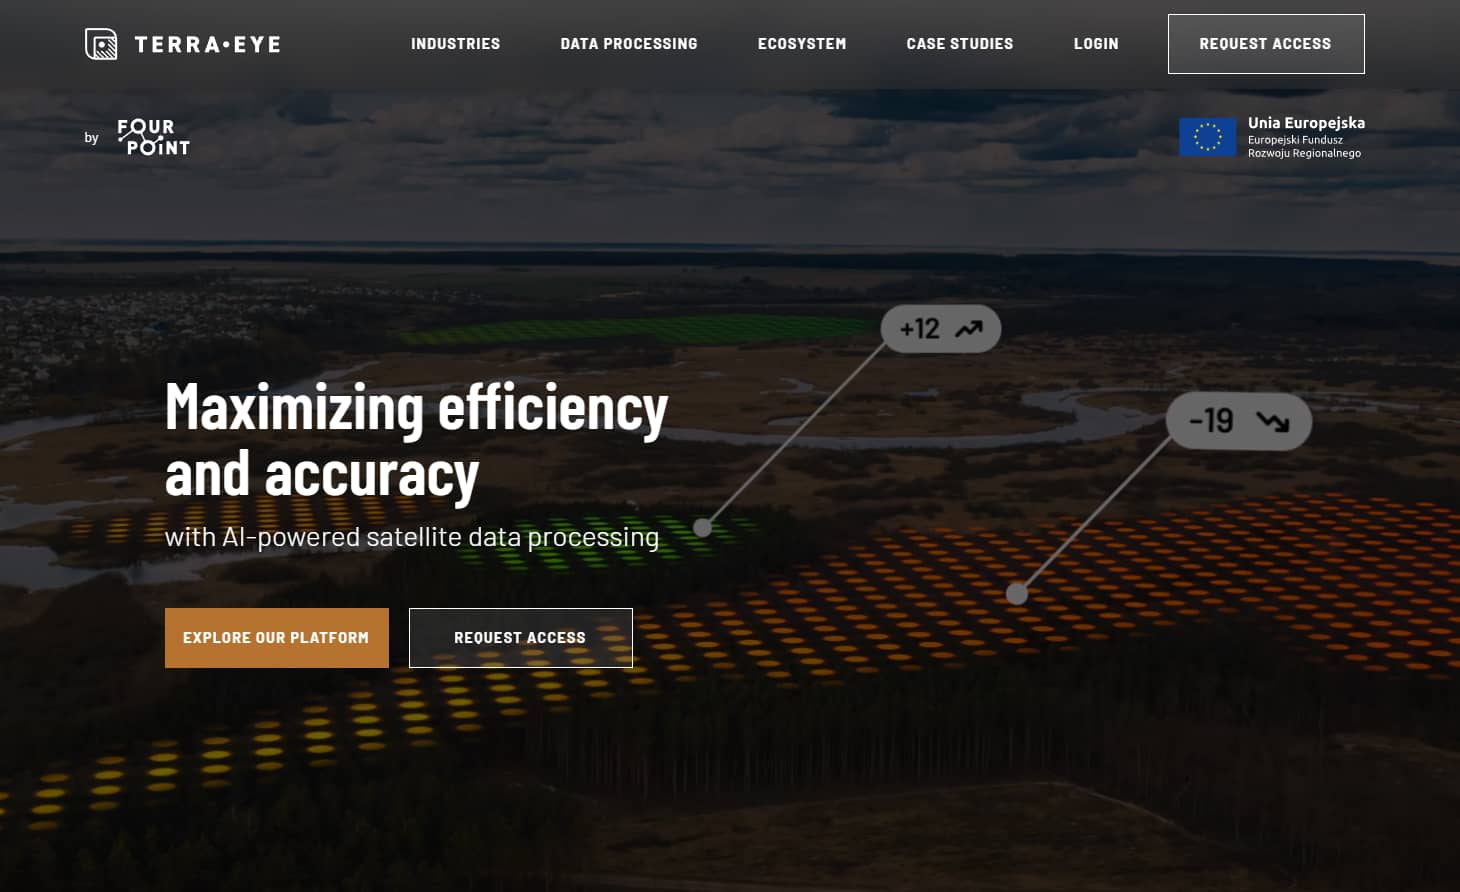 TERRA•EYE
INDUSTRIES
DATA PROCESSING
ECOSYSTEM
CASE STUDIES
LOGIN
REQUEST ACCESS
by
FOUR
POINT
Unia Europejska
Europejski Fundusz
Rozwoju Regionalnego
+12
-19
Maximizing efficiency
and accuracy
with AI-powered satellite data processing
EXPLORE OUR PLATFORM
REQUEST ACCESS